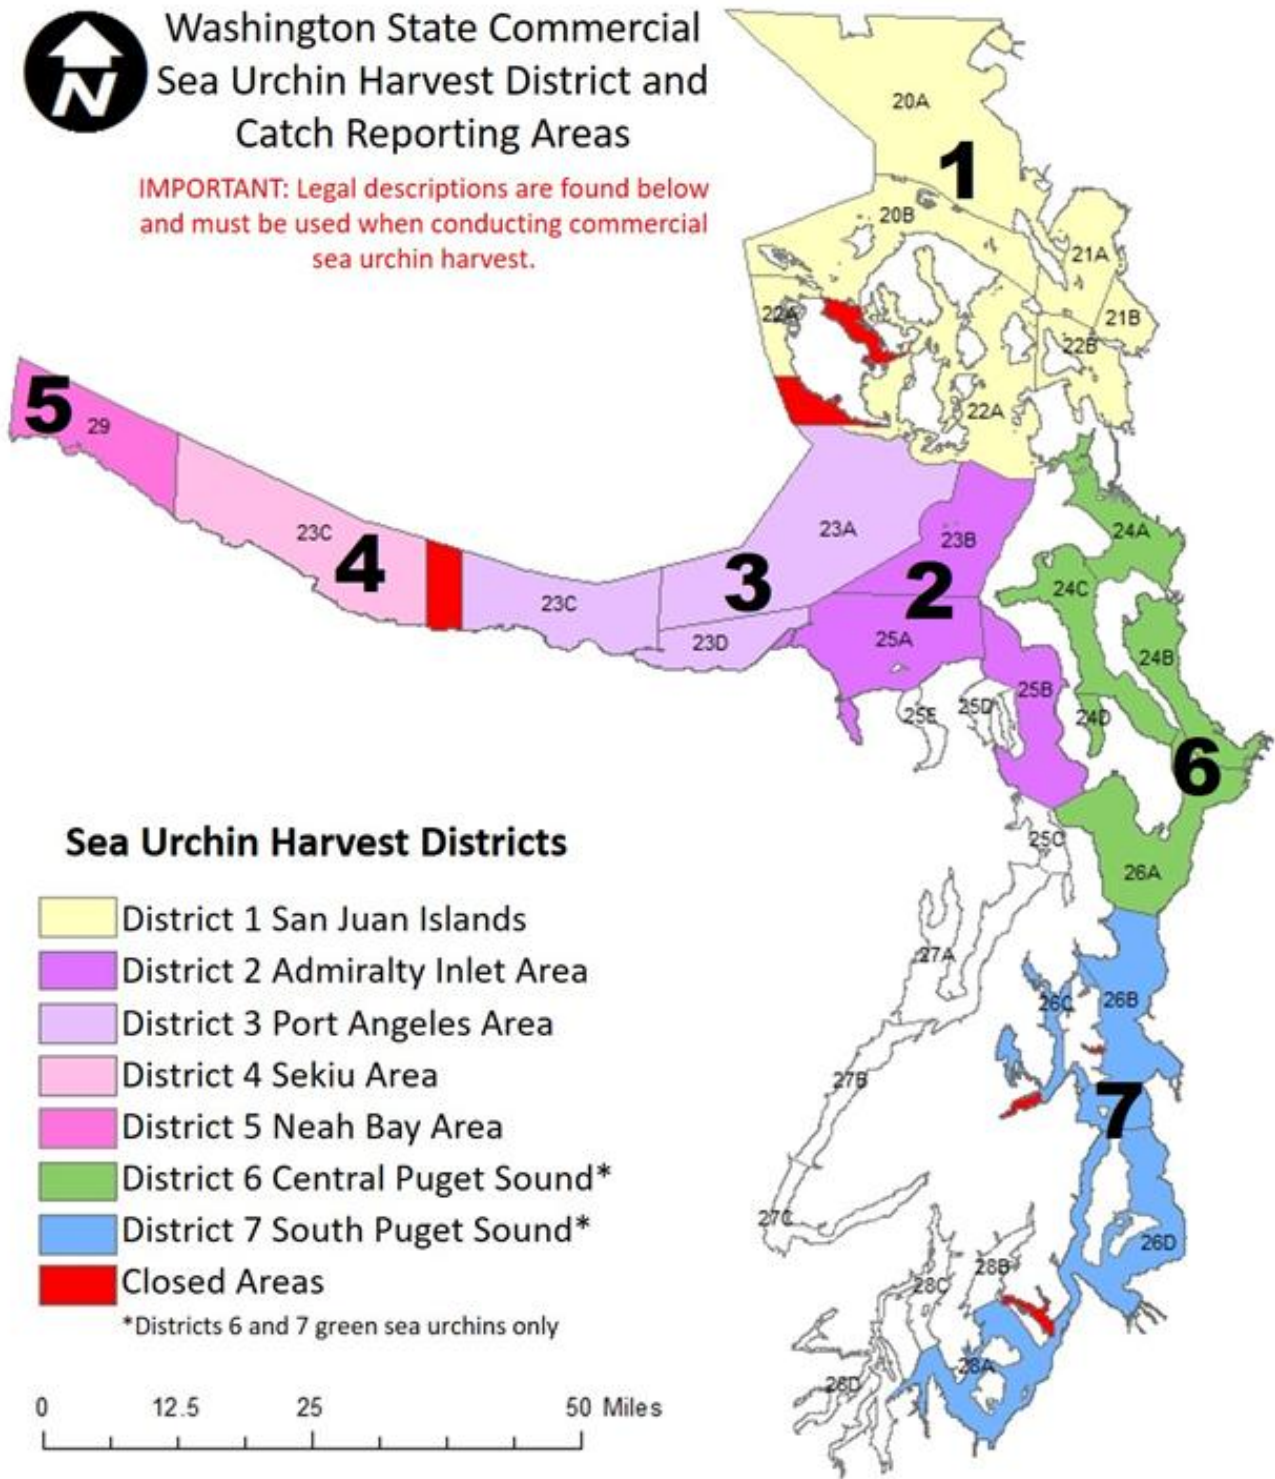 N
Washington State Commercial
Sea Urchin Harvest District and
Catch Reporting Areas
IMPORTANT: Legal descriptions are found below
and must be used when conducting commercial
sea urchin harvest.
20A
1
20B
21A
22A
21B
22B
22A
5
29
23C
4
23A
23B
24A
3
2
23C
24C
23D
25A
24B
25B
25E
25D
24D
6
25C
26A
27A
26C
26B
27B
7
27C
26D
28B
28C
28A
26D
Sea Urchin Harvest Districts
District 1 San Juan Islands
District 2 Admiralty Inlet Area
District 3 Port Angeles Area
District 4 Sekiu Area
District 5 Neah Bay Area
District 6 Central Puget Sound*
District 7 South Puget Sound*
Closed Areas
*Districts 6 and 7 green sea urchins only
0 12.5 25 50 Miles